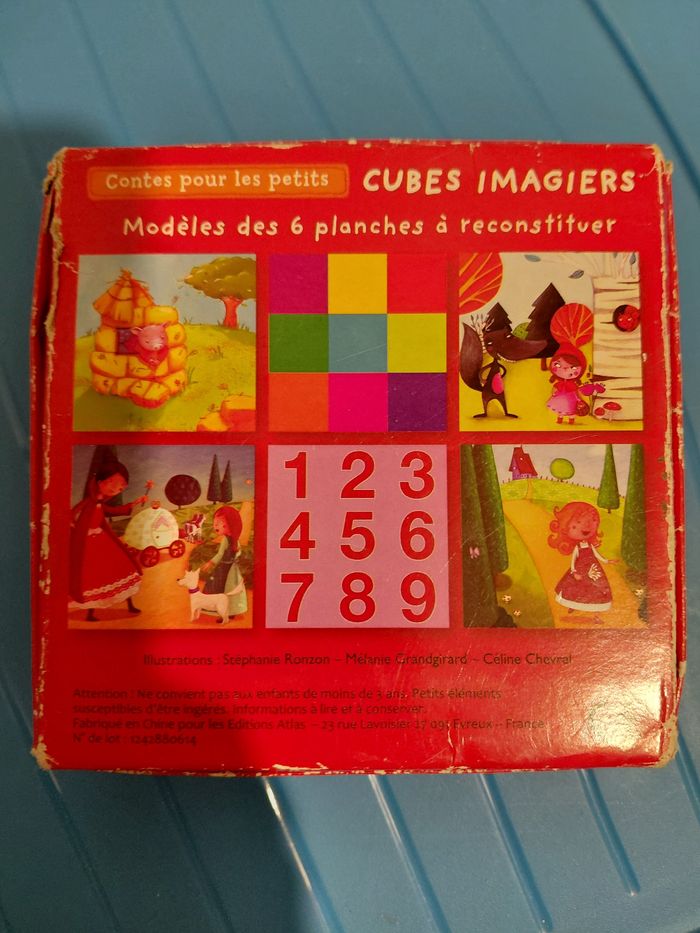 Contes pour les petits CUBES IMAGIERS
Modèles des 6 planches à reconstituer
1 2 3
4 5 6
7 8 9
Illustrations : Stéphanie Ronzon – Mélanie Grandgirard – Céline Chevrel
Attention ! Ne convient pas aux enfants de moins de 3 ans. Petits éléments
susceptibles d'être ingérés. Informations à lire et à conserver.
Fabriqué en Chine pour les Editions Atlas – 23 rue Lavoisier 27 091 Evreux – France
N° de lot : 1242880614